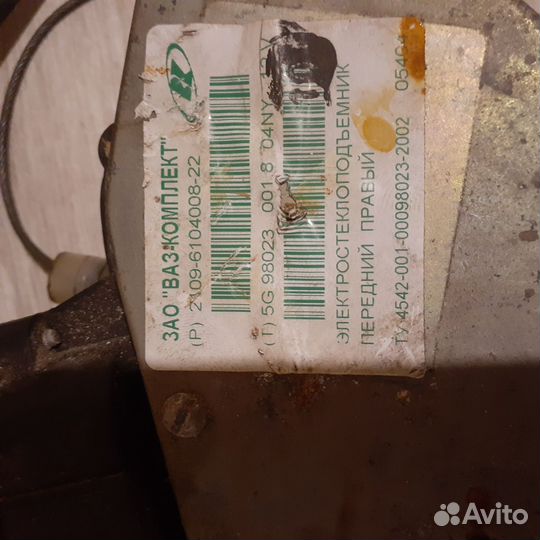 ЗАО "ВАЗ-КОМПЛЕКТ"
(P) 2109-6104008-22
(T) 5G 98023 001.8 04NY 12V
ЭЛЕКТРОСТЕКЛОПОДЪЕМНИК
ПЕРЕДНИЙ ПРАВЫЙ
ТУ 4542-001-00098023-2002
Avito